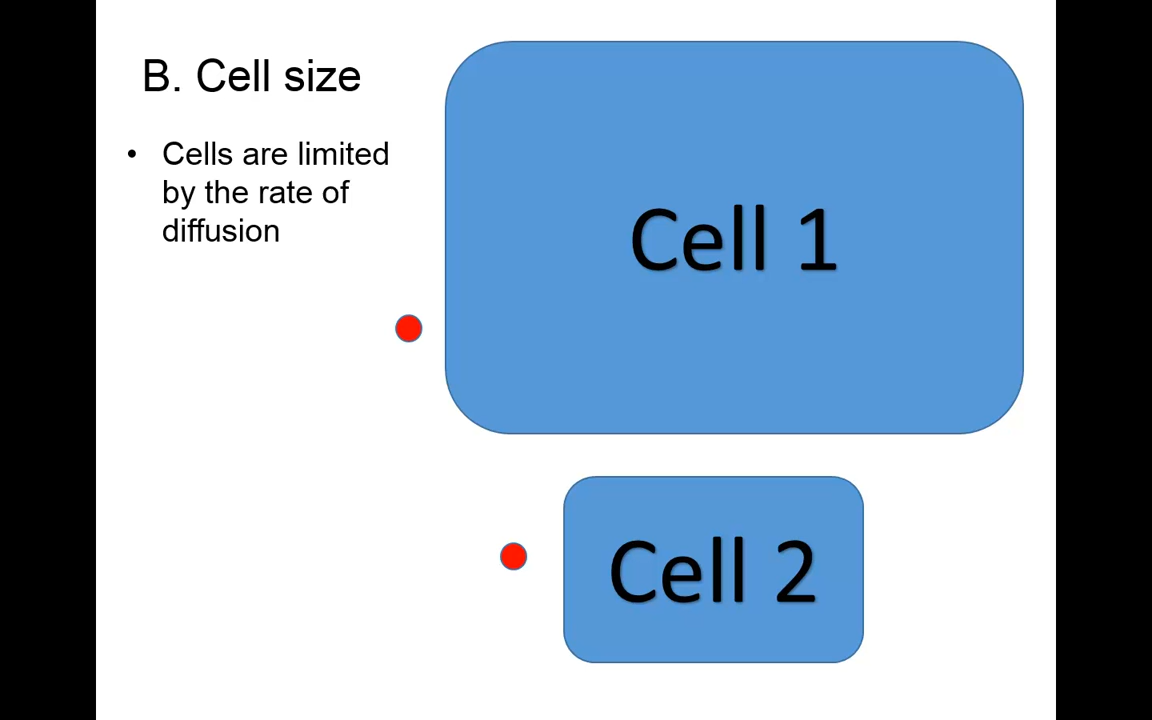 B. Cell size
• Cells are limited
by the rate of
diffusion
Cell 1
Cell 2